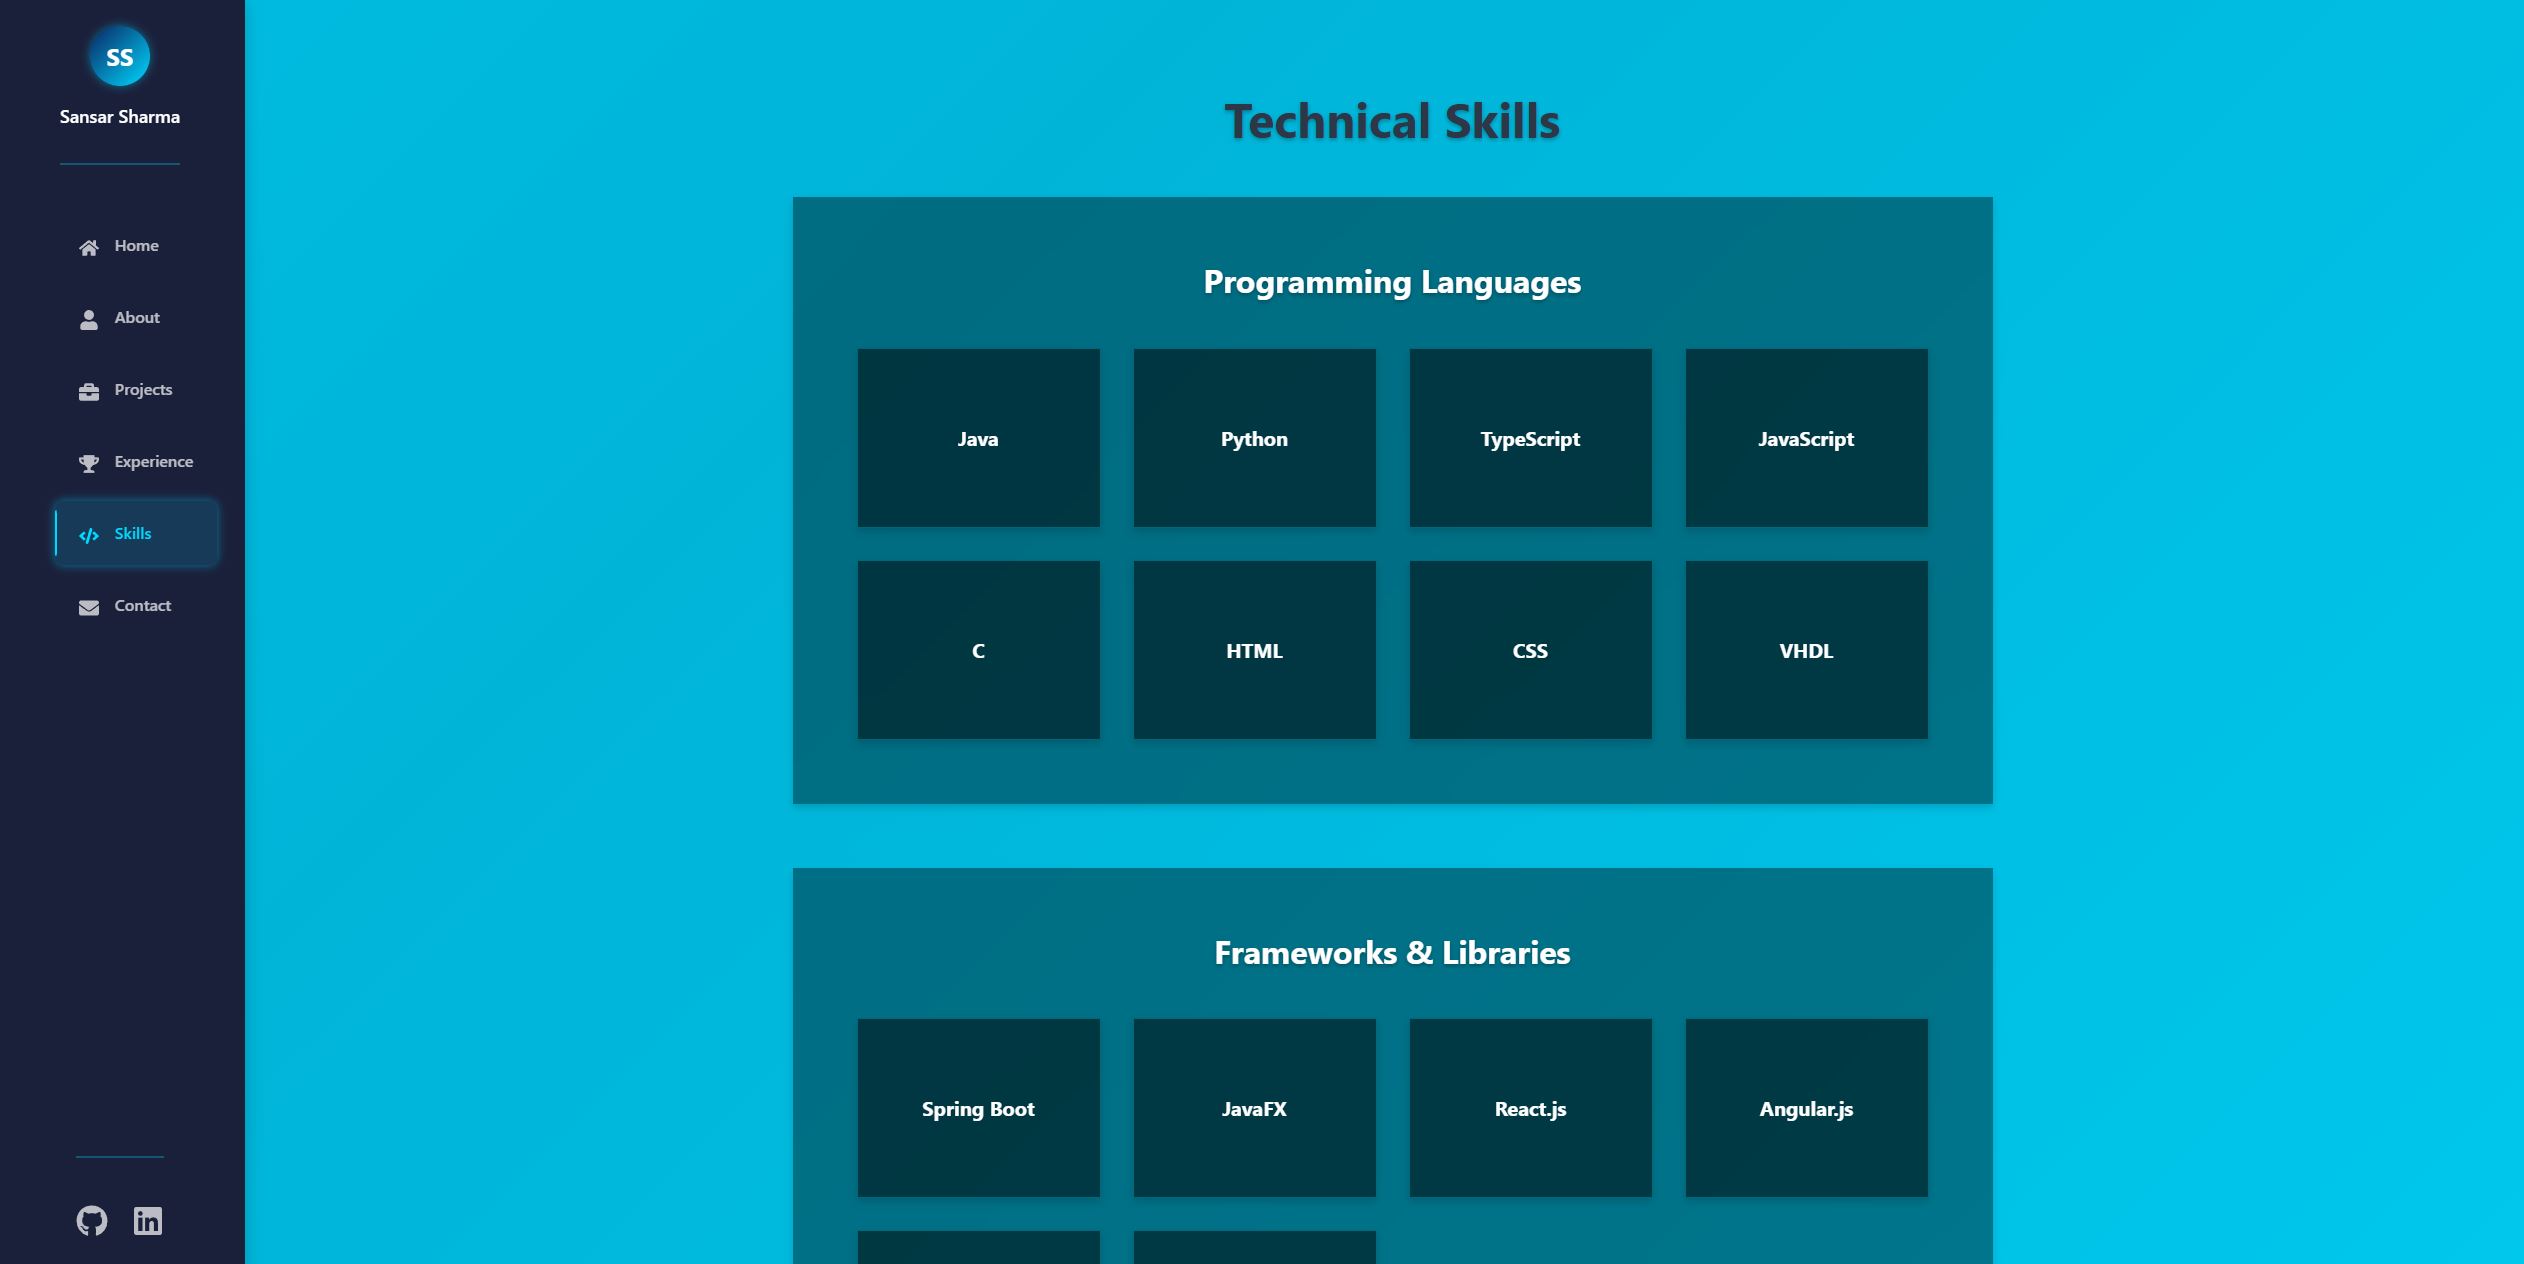 SS
Sansar Sharma
Home
About
Projects
Experience
Skills
Contact
Technical Skills
Programming Languages
Java
Python
TypeScript
JavaScript
C
HTML
CSS
VHDL
Frameworks & Libraries
Spring Boot
JavaFX
React.js
Angular.js
in